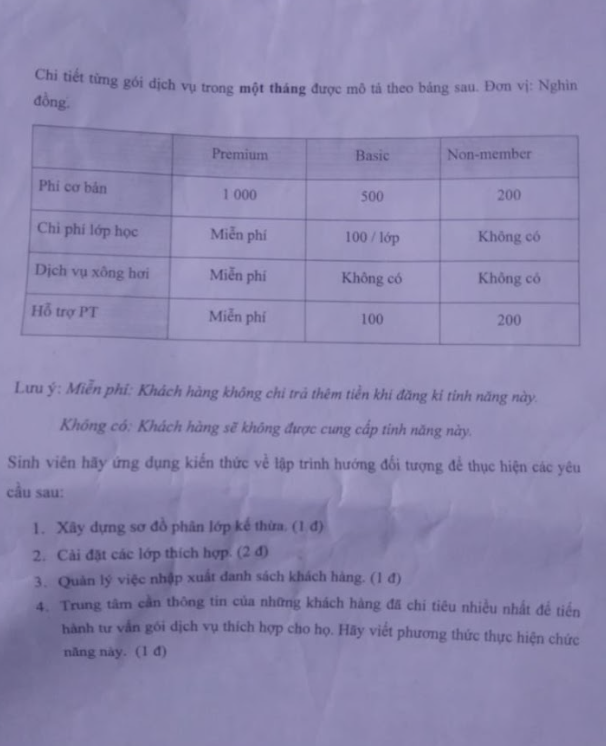 Chi tiết từng gói dịch vụ trong một tháng được mô tả theo bảng sau. Đơn vị: Nghìn
đồng.
Premium Basic Non-member
Phí cơ bản 1 000 500 200
Chi phí lớp học Miễn phí 100 / lớp Không có
Dịch vụ xông hơi Miễn phí Không có Không có
Hỗ trợ PT Miễn phí 100 200
Lưu ý: Miễn phí: Khách hàng không chi trả thêm tiền khi đăng kí tính năng này.
Không có: Khách hàng sẽ không được cung cấp tính năng này.
Sinh viên hãy ứng dụng kiến thức về lập trình hướng đối tượng để thục hiện các yêu
cầu sau:
1. Xây dựng sơ đồ phân lớp kế thừa. (1 đ)
2. Cài đặt các lớp thích hợp. (2 đ)
3. Quản lý việc nhập xuất danh sách khách hàng. (1 đ)
4. Trung tâm cần thông tin của những khách hàng đã chi tiêu nhiều nhất để tiến
hành tư vấn gói dịch vụ thích hợp cho họ. Hãy viết phương thức thực hiện chức
năng này. (1 đ)